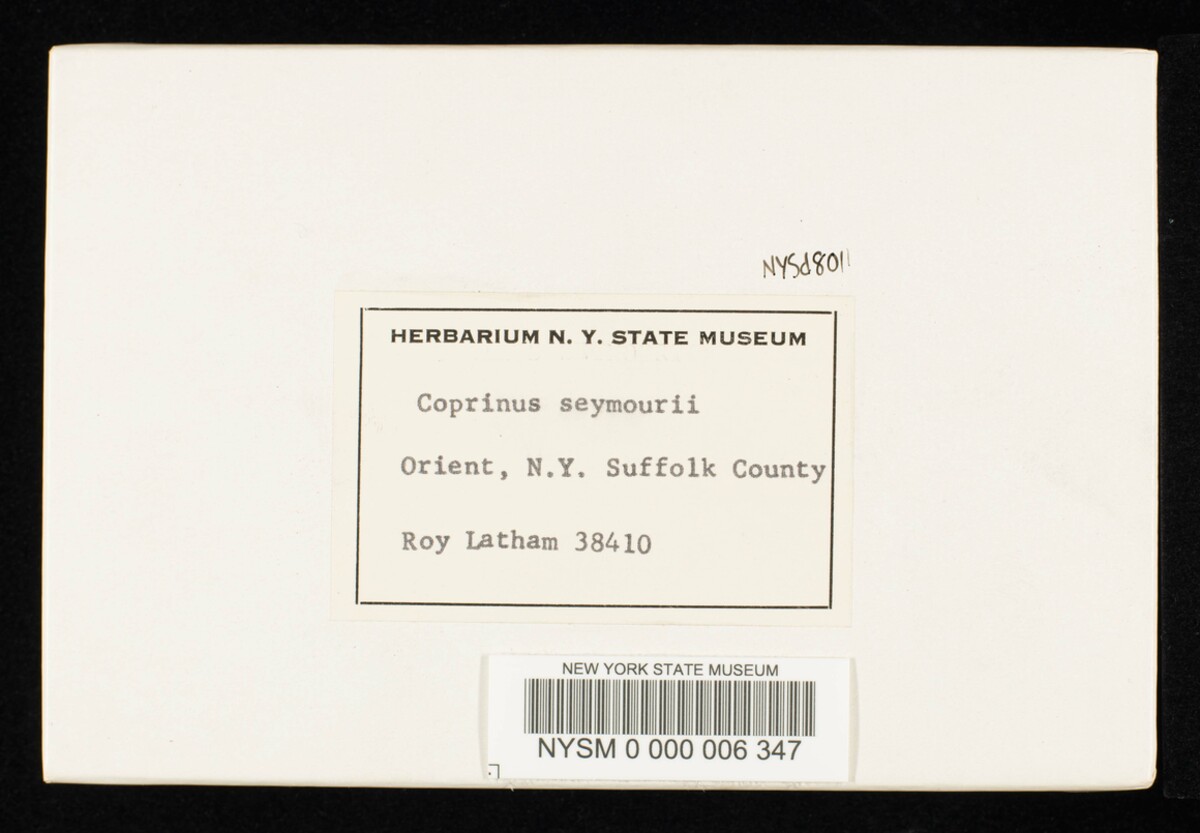 NYSd8011
HERBARIUM N. Y. STATE MUSEUM
Coprinus seymourii
Orient, N.Y. Suffolk County
Roy Latham 38410
NEW YORK STATE MUSEUM
NYSM 0 000 006 347